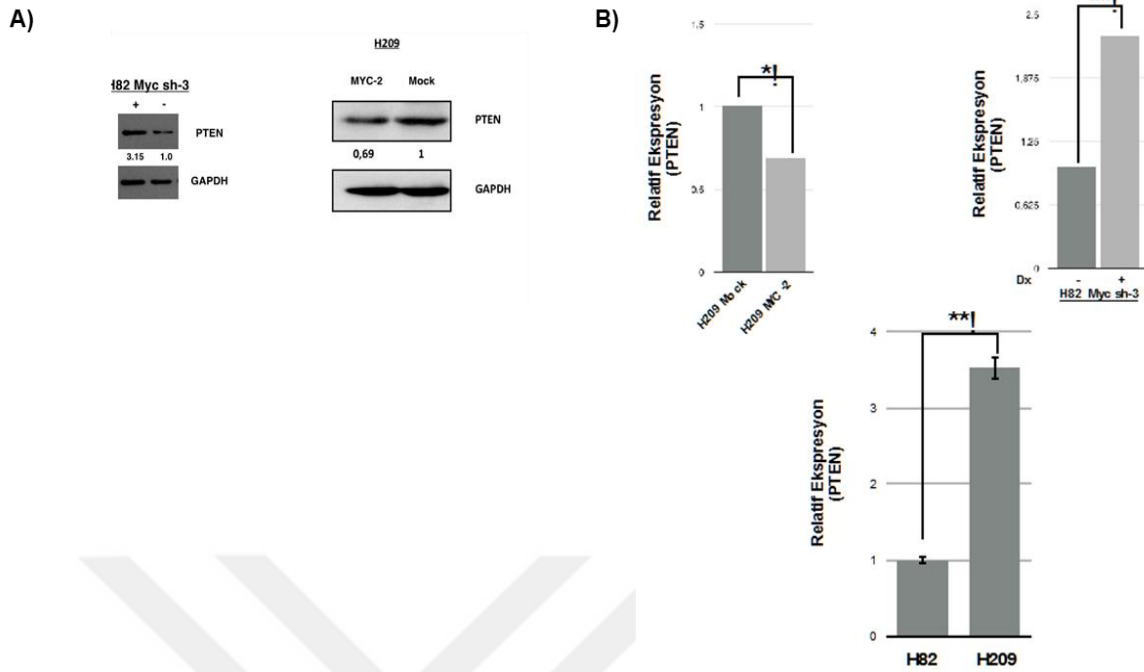 A)
H82 Myc sh-3
+ -
PTEN
3.15 1.0
GAPDH
H209
MYC-2 Mock
PTEN
0,69 1
GAPDH
B)
Relatif Ekspresyon
(PTEN)
1.5
1
0.5
0
*!
H209 Mock
H209 MYC-2
Relatif Ekspresyon
(PTEN)
2.5
1.875
1.25
0.625
0
Dx - +
H82 Myc sh-3
Relatif Ekspresyon
(PTEN)
4
3
2
1
0
**!
H82 H209